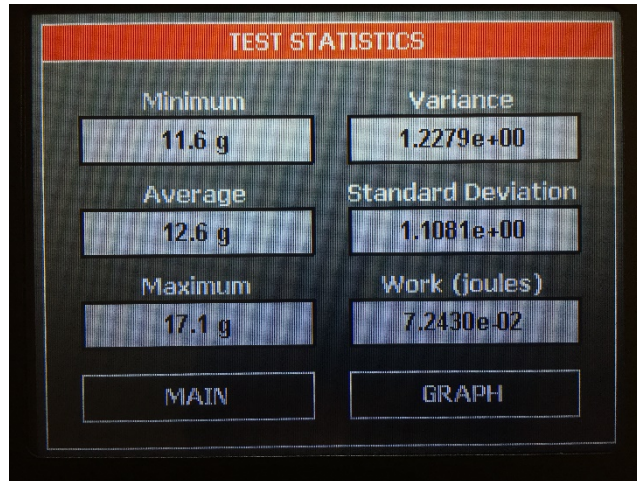 TEST STATISTICS
Minimum
Variance
11.6 g
1.2279e+00
Average
Standard Deviation
12.6 g
1.1081e+00
Maximum
Work (joules)
17.1 g
7.2430e-02
MAIN
GRAPH